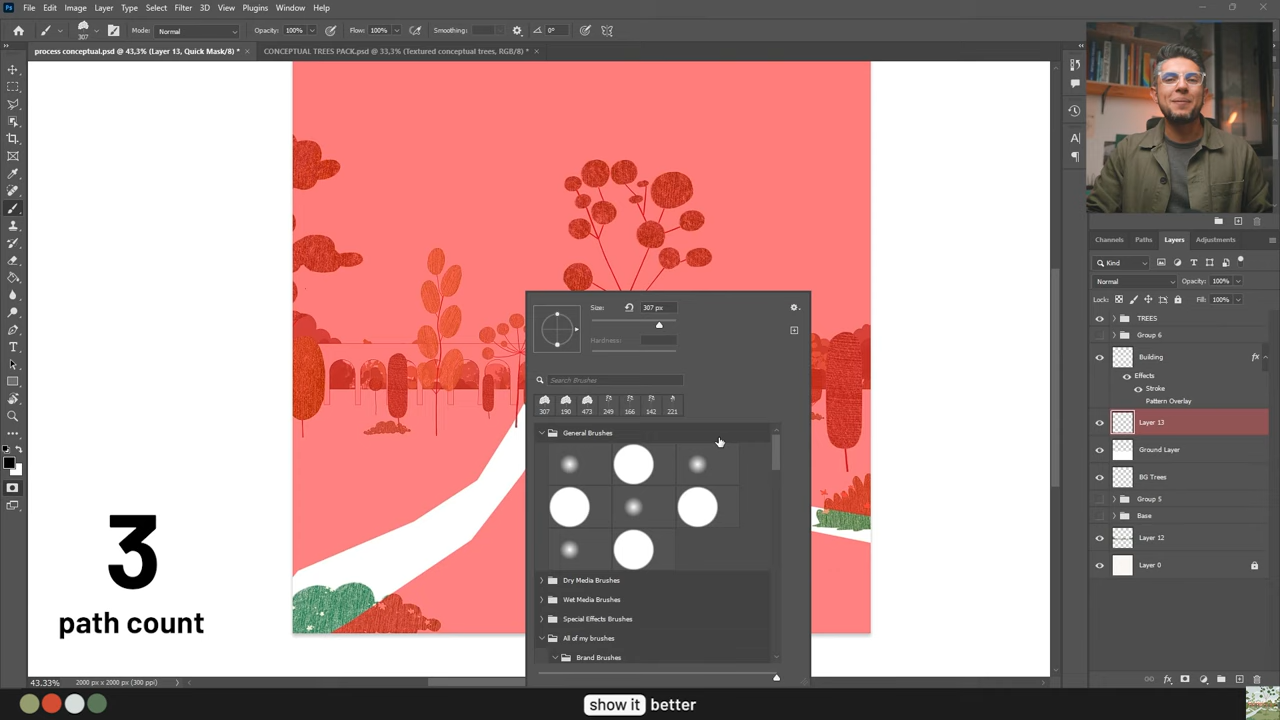 Ps File Edit Image Layer Type Select Filter 3D View Plugins Window Help
307 Mode: Normal Opacity: 100% Flow: 100% Smoothing: 0°
process conceptual.psd @ 43,3% (Layer 13, Quick Mask/8) * × CONCEPTUAL TREES PACK.psd @ 33,3% (Textured conceptual trees, RGB/8) * ×
Size: 307 px
Hardness:
Search Brushes
307 190 473 249 166 142 221
General Brushes
Dry Media Brushes
Wet Media Brushes
Special Effects Brushes
All of my brushes
Brand Brushes
Channels Paths Layers Adjustments
Kind
Normal Opacity: 100%
Lock: Fill: 100%
TREES
Group 6
Building fx
Effects
Stroke
Pattern Overlay
Layer 13
Ground Layer
BG Trees
Group 5
Base
Layer 12
Layer 0
3
path count
43.33% 2000 px x 2000 px (300 ppi)
show it better